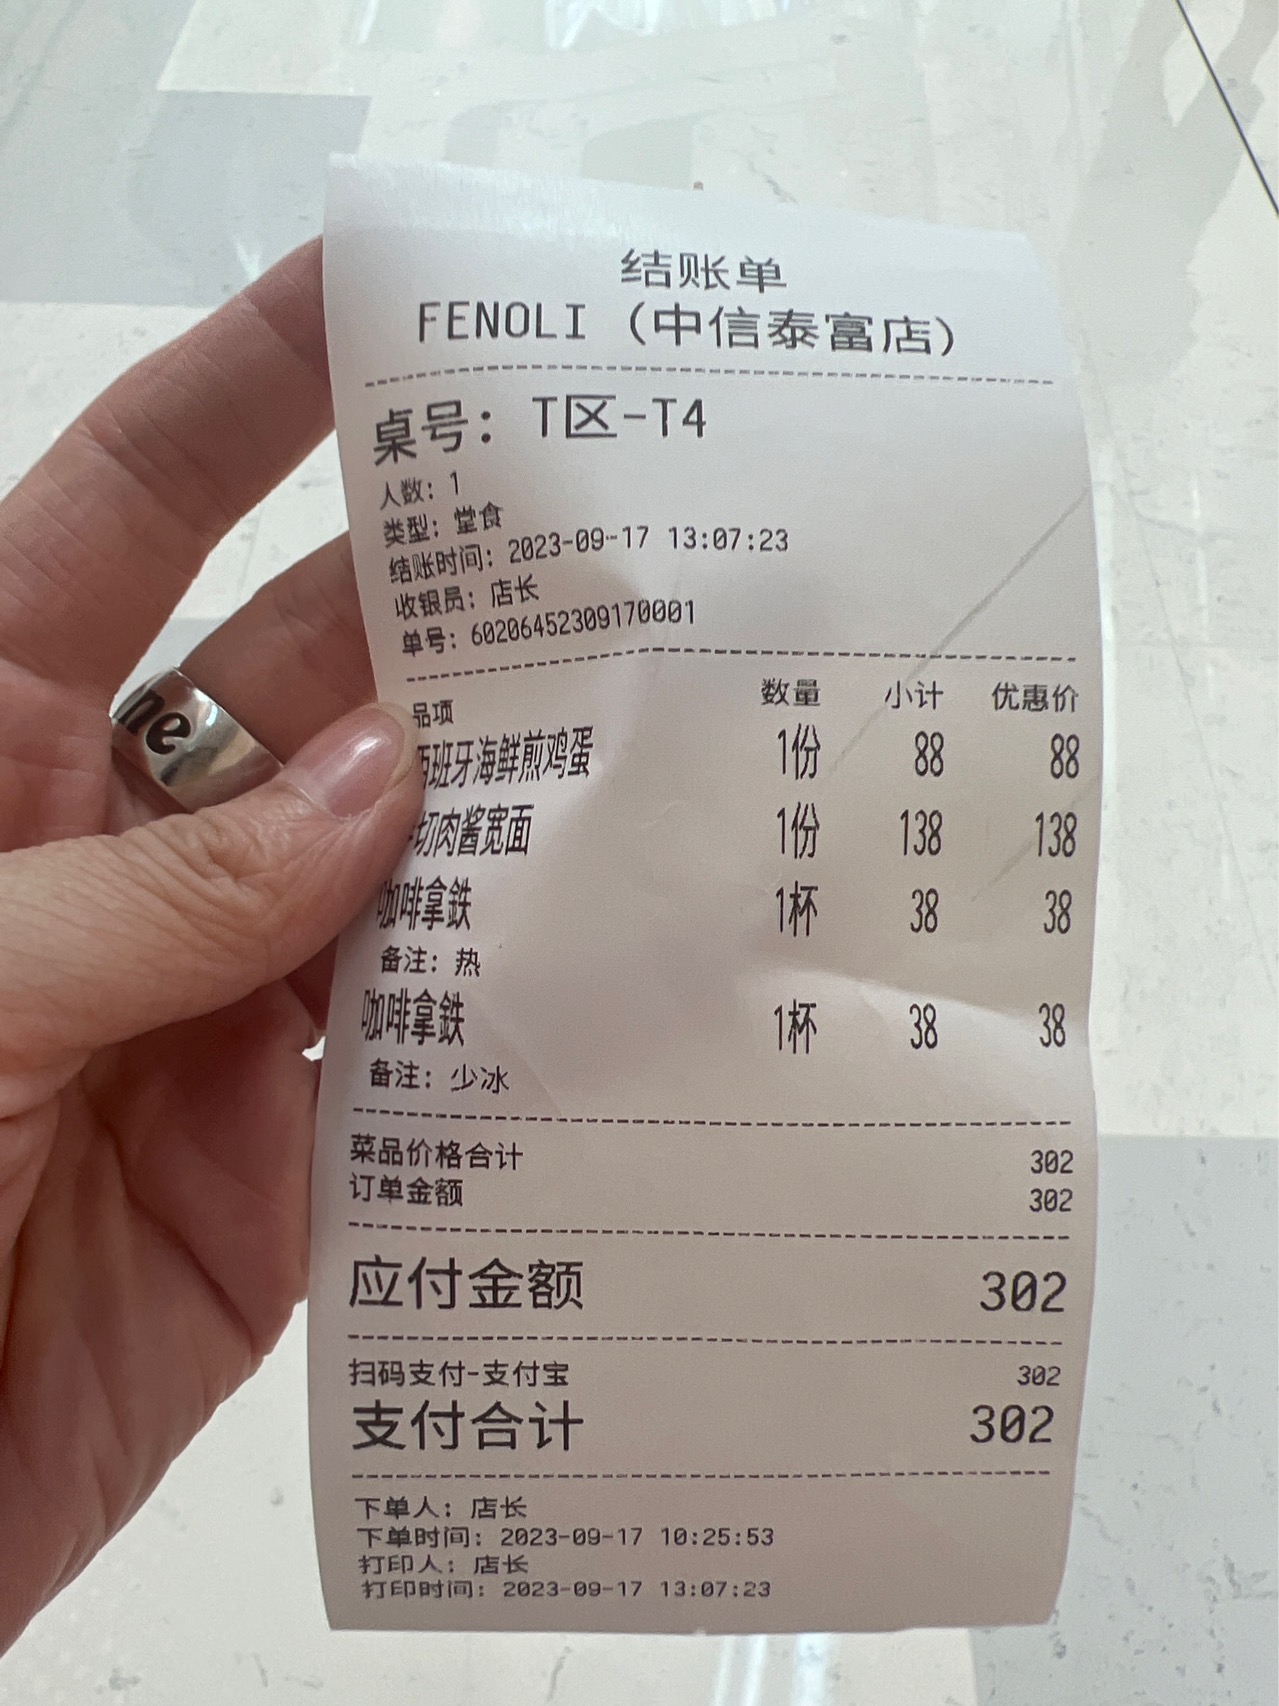 结账单
FENOLI (中信泰富店)
桌号: T区-T4
人数: 1
类型: 堂食
结账时间: 2023-09-17 13:07:23
收银员: 店长
单号: 60206452309170001
品项 数量 小计 优惠价
西班牙海鲜煎鸡蛋 1份 88 88
切肉酱宽面 1份 138 138
咖啡拿鉄 1杯 38 38
备注: 热
咖啡拿鉄 1杯 38 38
备注: 少冰
菜品价格合计 302
订单金额 302
应付金额 302
扫码支付-支付宝 302
支付合计 302
下单人: 店长
下单时间: 2023-09-17 10:25:53
打印人: 店长
打印时间: 2023-09-17 13:07:23
me